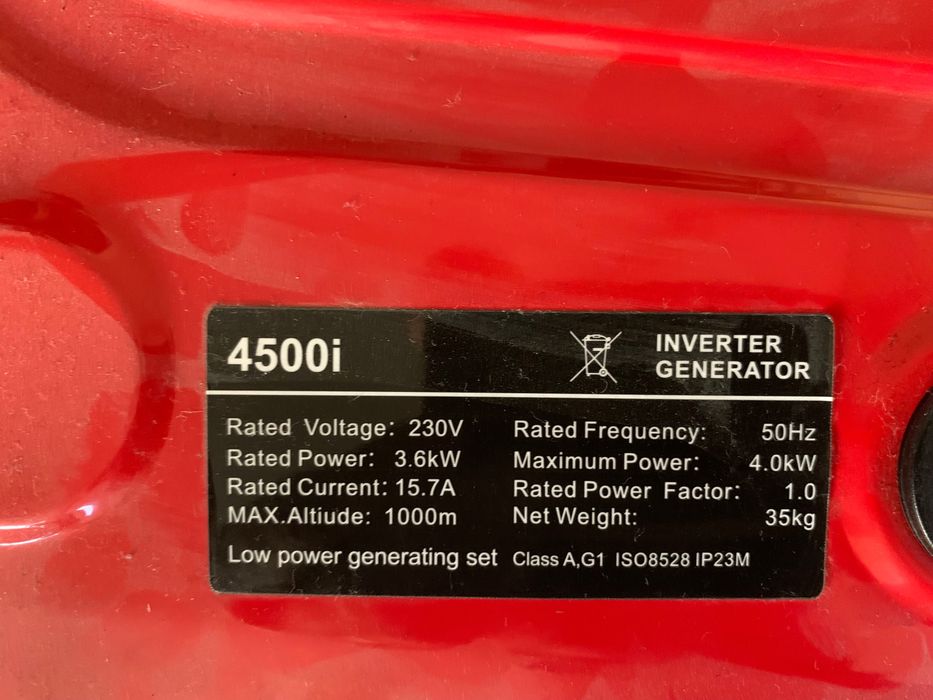 4500i
INVERTER
GENERATOR
Rated Voltage: 230V
Rated Power: 3.6kW
Rated Current: 15.7A
MAX.Altiude: 1000m
Rated Frequency: 50Hz
Maximum Power: 4.0kW
Rated Power Factor: 1.0
Net Weight: 35kg
Low power generating set Class A,G1 ISO8528 IP23M